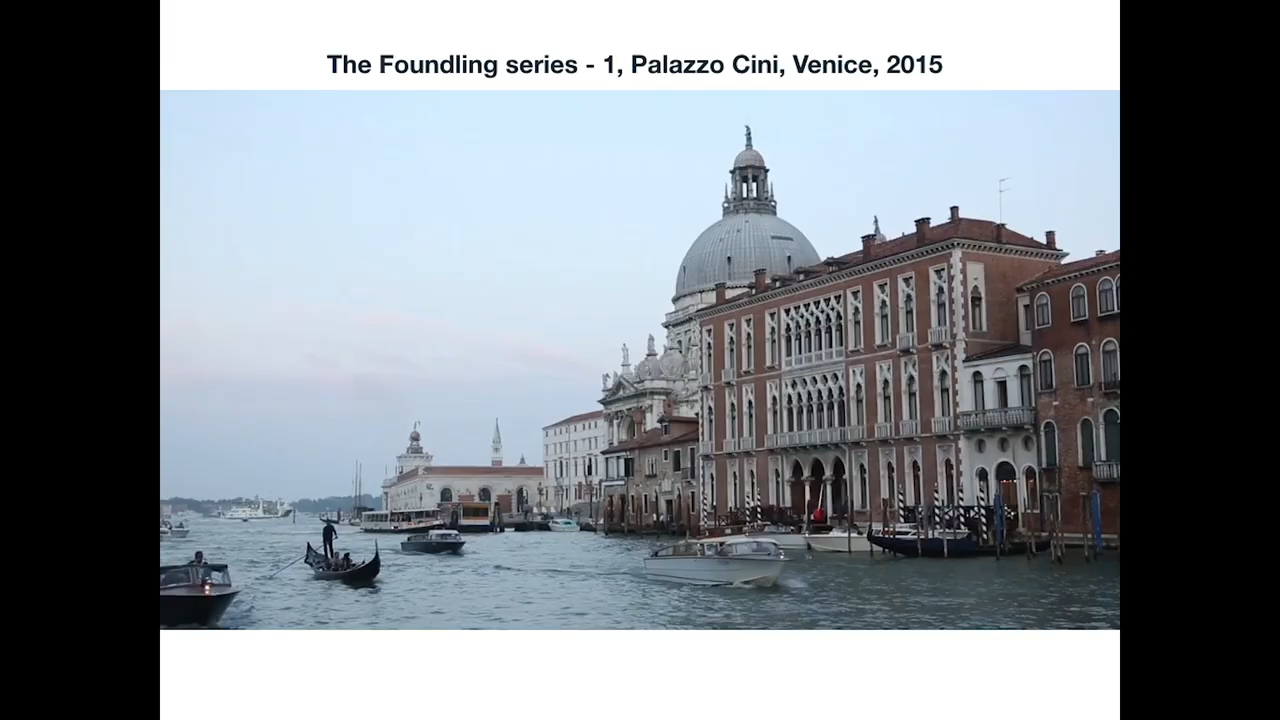 The Foundling series - 1, Palazzo Cini, Venice, 2015